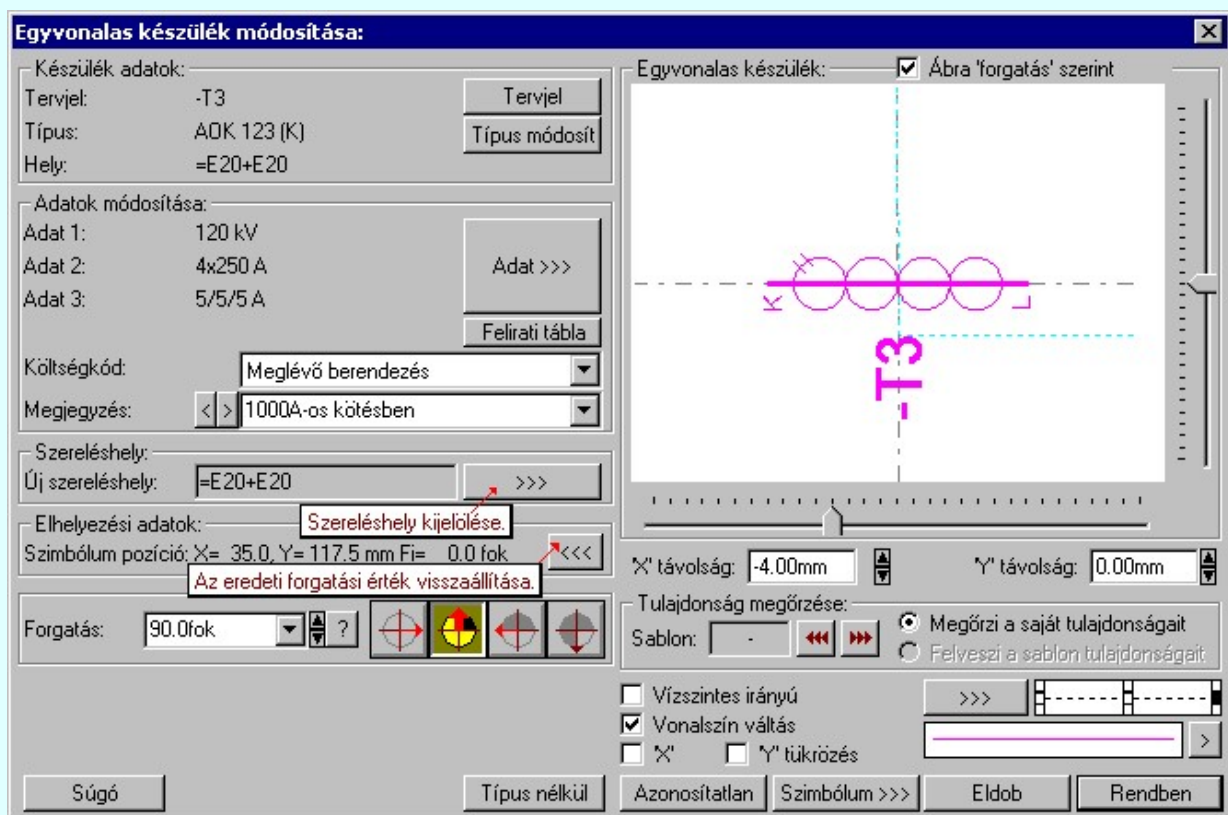 Egyvonalas készülék módosítása:
Készülék adatok:
Tervjel: -T3 Tervjel
Típus: AOK 123 (K) Típus módosít
Hely: =E20+E20
Adatok módosítása:
Adat 1: 120 kV
Adat 2: 4x250 A Adat >>>
Adat 3: 5/5/5 A
Felirati tábla
Költségkód: Meglévő berendezés
Megjegyzés: < > 1000A-os kötésben
Szereléshely:
Új szereléshely: =E20+E20 >>>
Szereléshely kijelölése.
Elhelyezési adatok:
Szimbólum pozíció: X= 35.0, Y= 117.5 mm Fi= 0.0 fok <<<
Az eredeti forgatási érték visszaállítása.
Forgatás: 90.0fok ?
Egyvonalas készülék: Ábra 'forgatás' szerint
K L
-T3
'X' távolság: -4.00mm 'Y' távolság: 0.00mm
Tulajdonság megőrzése:
Sablon: - Megőrzi a saját tulajdonságait
Felveszi a sablon tulajdonságait
Vízszintes irányú >>>
Vonalszín váltás
'X' 'Y' tükrözés >
Súgó Típus nélkül Azonosítatlan Szimbólum >>> Eldob Rendben